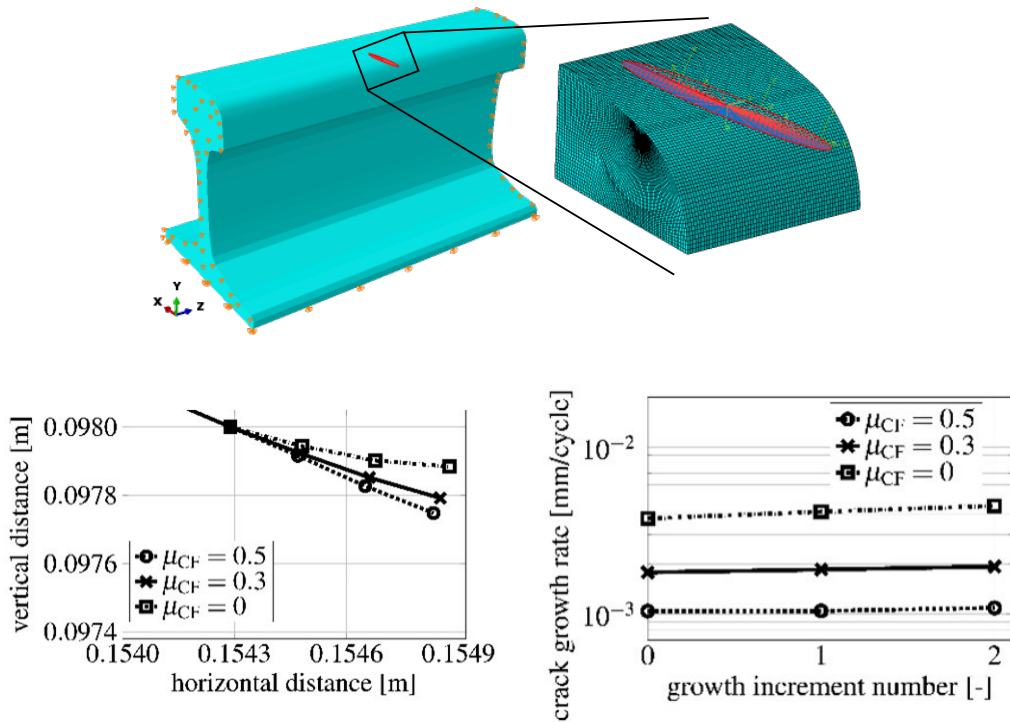 Y
X
Z
vertical distance [m]
0.0980
0.0978
0.0976
0.0974
μCF = 0.5
μCF = 0.3
μCF = 0
0.1540
0.1543
0.1546
0.1549
horizontal distance [m]
crack growth rate [mm/cycle]
10⁻²
10⁻³
μCF = 0.5
μCF = 0.3
μCF = 0
0
1
2
growth increment number [-]